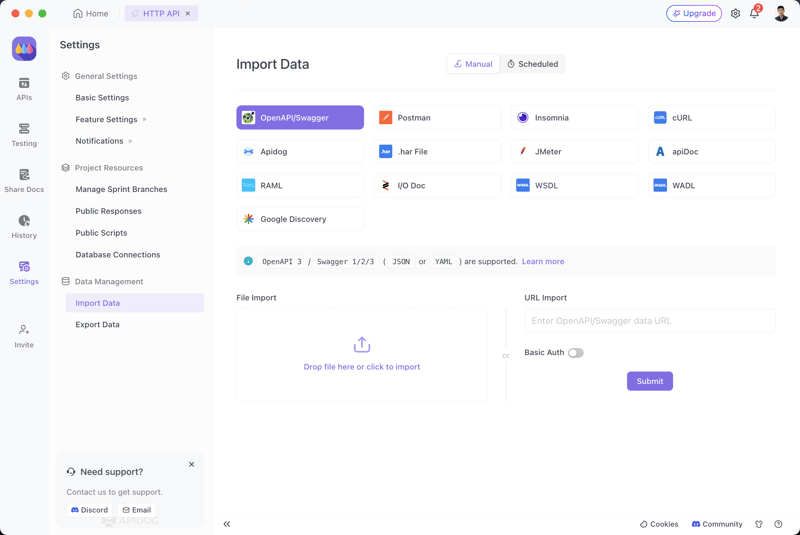 Home
HTTP API
Upgrade
2
Settings
General Settings
Basic Settings
Feature Settings
Notifications
Project Resources
Manage Sprint Branches
Public Responses
Public Scripts
Database Connections
Data Management
Import Data
Export Data
APIs
Testing
Share Docs
History
Settings
Invite
Need support?
Contact us to get support.
Discord Email
APIDOG
Import Data
Manual Scheduled
OpenAPI/Swagger Postman Insomnia cURL cURL
Apidog .har .har File JMeter apiDoc
RAML I/O Doc WSDL WSDL WADL WADL
Google Discovery
OpenAPI 3 / Swagger 1/2/3 ( JSON or YAML ) are supported. Learn more
File Import
Drop file here or click to import
or
URL Import
Enter OpenAPI/Swagger data URL
Basic Auth
Submit
Cookies Community